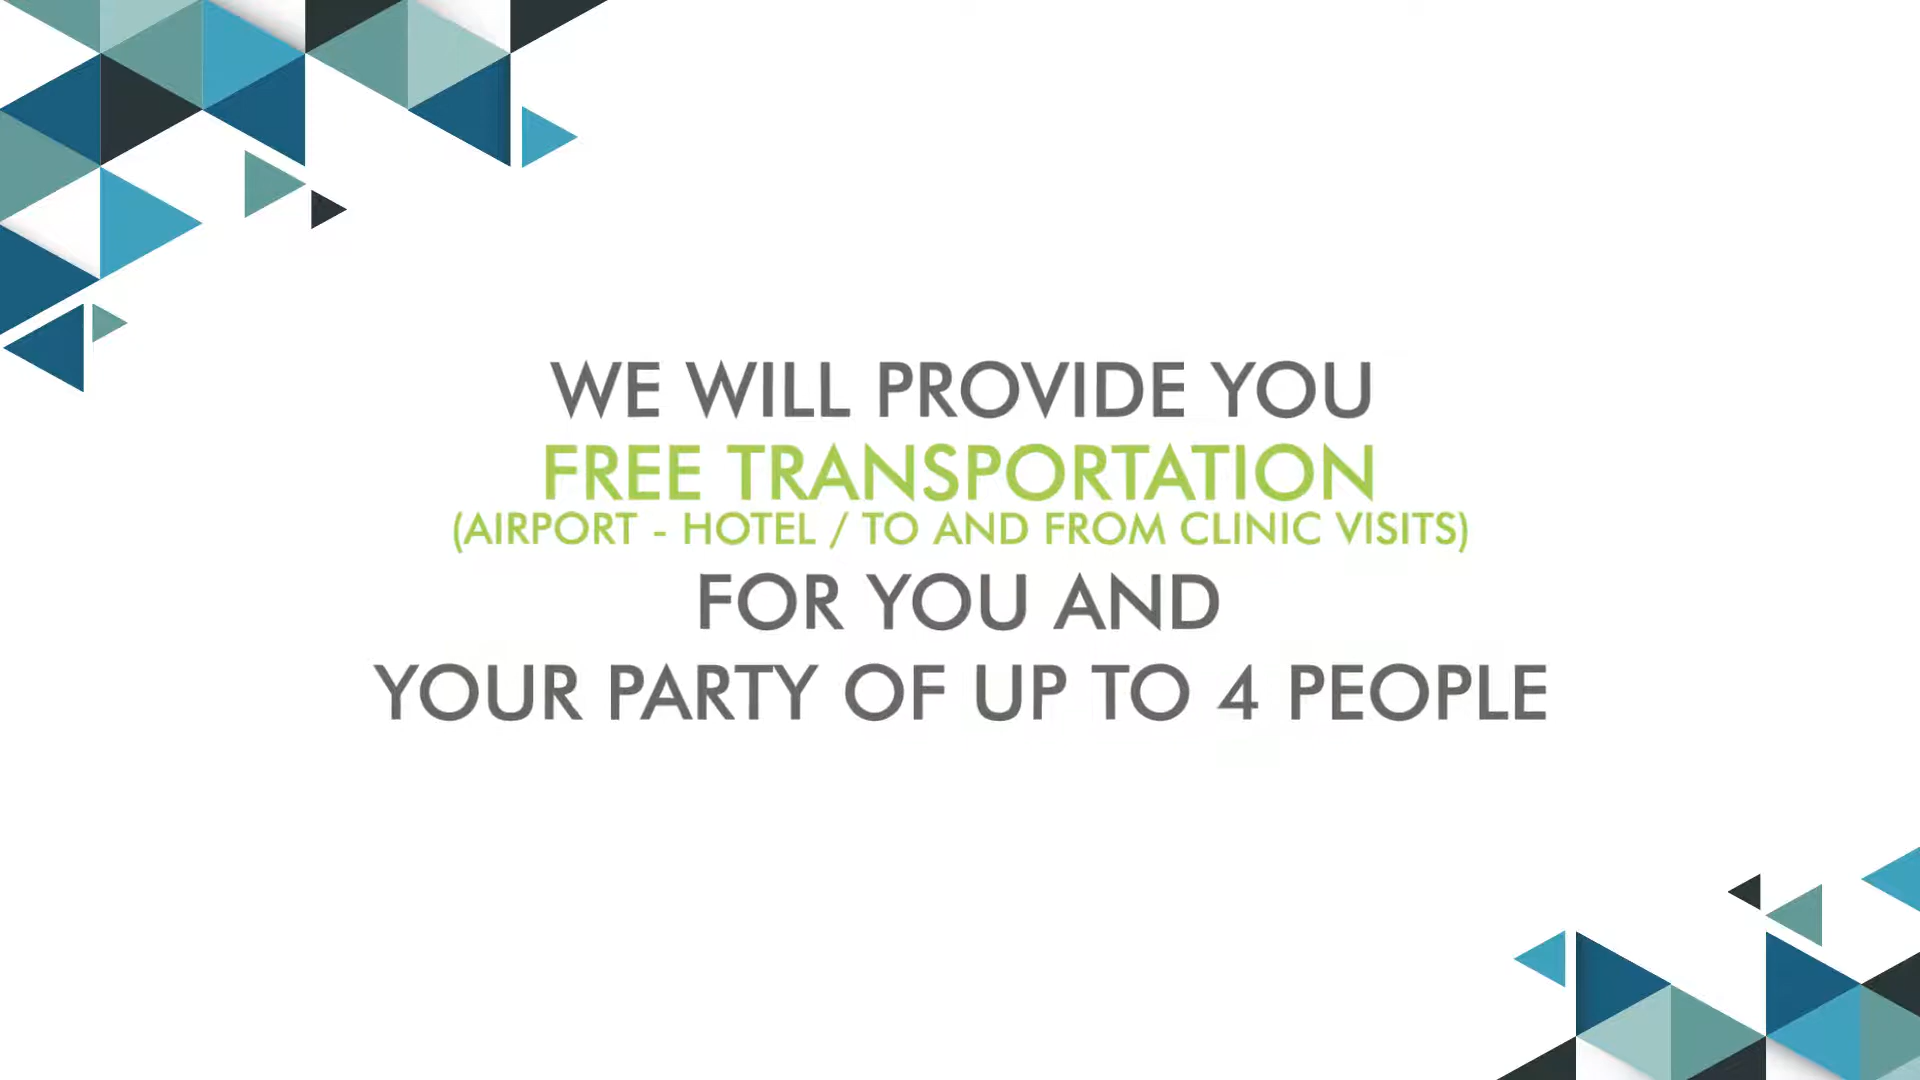 WE WILL PROVIDE YOU
FREE TRANSPORTATION
(AIRPORT - HOTEL / TO AND FROM CLINIC VISITS)
FOR YOU AND
YOUR PARTY OF UP TO 4 PEOPLE